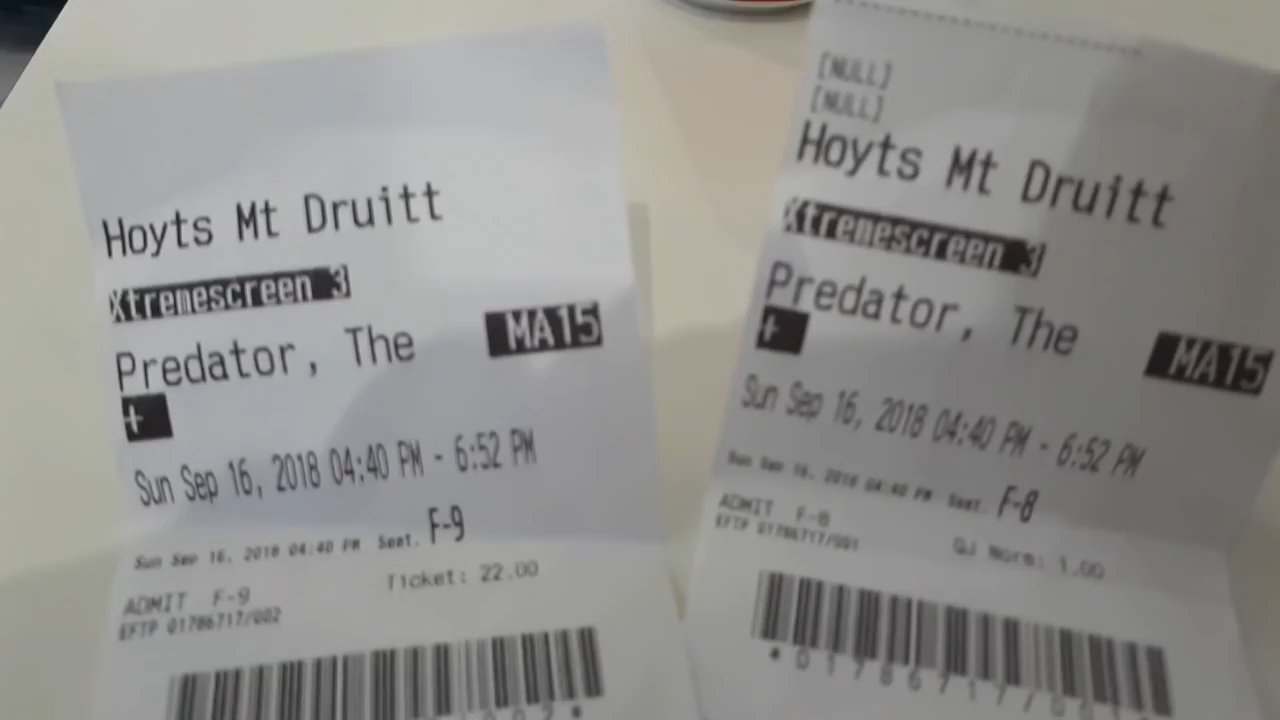 Hoyts Mt Druitt
Xtremescreen 3
Predator, The MA15
+
Sun Sep 16, 2018 04:40 PM - 6:52 PM
Sun Sep 16, 2018 04:40 PM Seat. F-9
ADMIT F-9 Ticket: 22.00
EFTP 01786717/002
[NULL]
[NULL]
Hoyts Mt Druitt
Xtremescreen 3
Predator, The MA15
+
Sun Sep 16, 2018 04:40 PM - 6:52 PM
Sun Sep 16, 2018 04:40 PM Seat. F-8
ADMIT F-8 GJ Norm: 1.00
EFTP 01786717/001